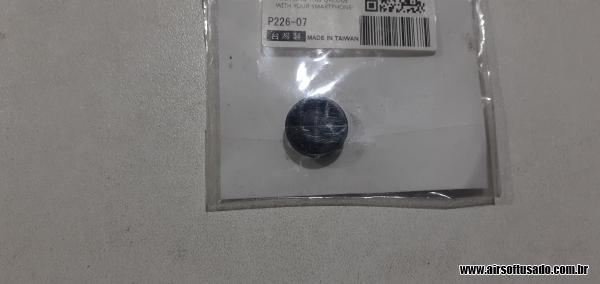 WITH YOUR SMARTPHONE
P226-07
台灣製 MADE IN TAIWAN
www.airsoftusado.com.br